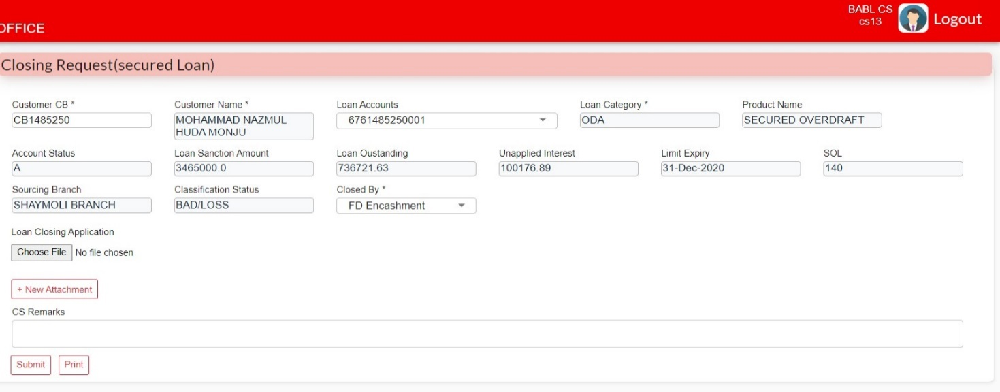 BABL CS
cs13
Logout
OFFICE
Closing Request(secured Loan)
Customer CB *
Customer Name *
Loan Accounts
Loan Category *
Product Name
CB1485250
MOHAMMAD NAZMUL
HUDA MONJU
6761485250001
ODA
SECURED OVERDRAFT
Account Status
Loan Sanction Amount
Loan Oustanding
Unapplied Interest
Limit Expiry
SOL
A
3465000.0
736721.63
100176.89
31-Dec-2020
140
Sourcing Branch
Classification Status
Closed By *
SHAYMOLI BRANCH
BAD/LOSS
FD Encashment
Loan Closing Application
Choose File No file chosen
+ New Attachment
CS Remarks
Submit
Print